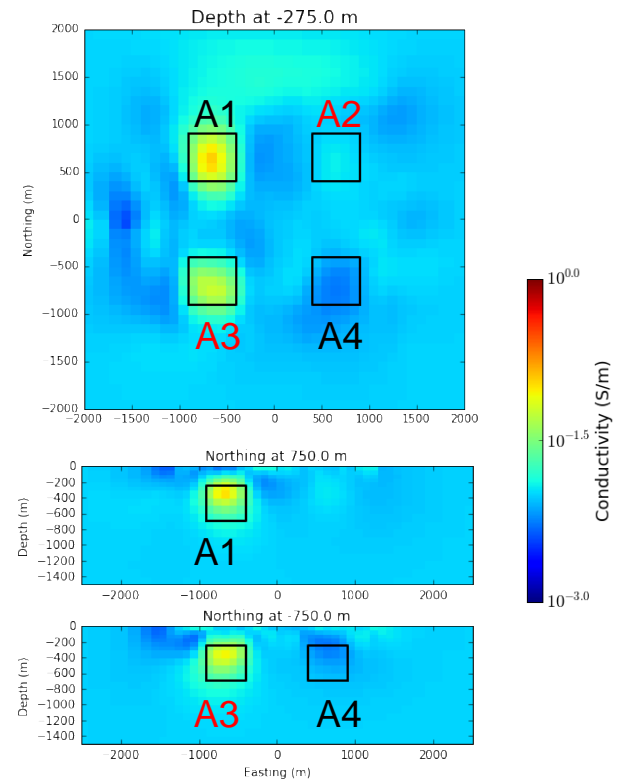 Depth at -275.0 m
2000
1500
1000
500
0
−500
−1000
−1500
−2000
Northing (m)
A1 A2
A3 A4
−2000 −1500 −1000 −500 0 500 1000 1500 2000
Northing at 750.0 m
0
−200
−400
−600
−800
−1000
−1200
−1400
Depth (m)
A1
−2000 −1000 0 1000 2000
Northing at -750.0 m
0
−200
−400
−600
−800
−1000
−1200
−1400
Depth (m)
A3 A4
−2000 −1000 0 1000 2000
Easting (m)
10^0.0
10^−1.5
10^−3.0
Conductivity (S/m)